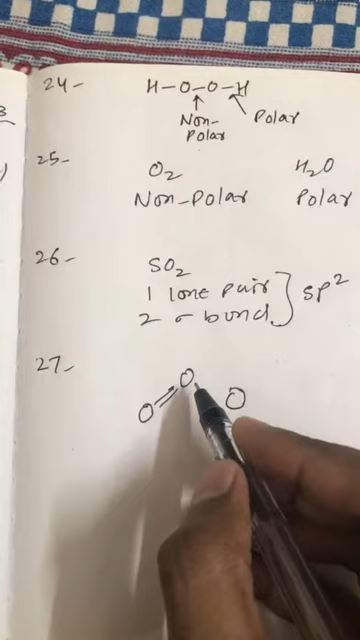 24- H-O-O-H
Non-Polar Polar
25- O2 H2O
Non-Polar Polar
26- SO2
1 lone pair
2 σ bond } SP2
27- O=O O